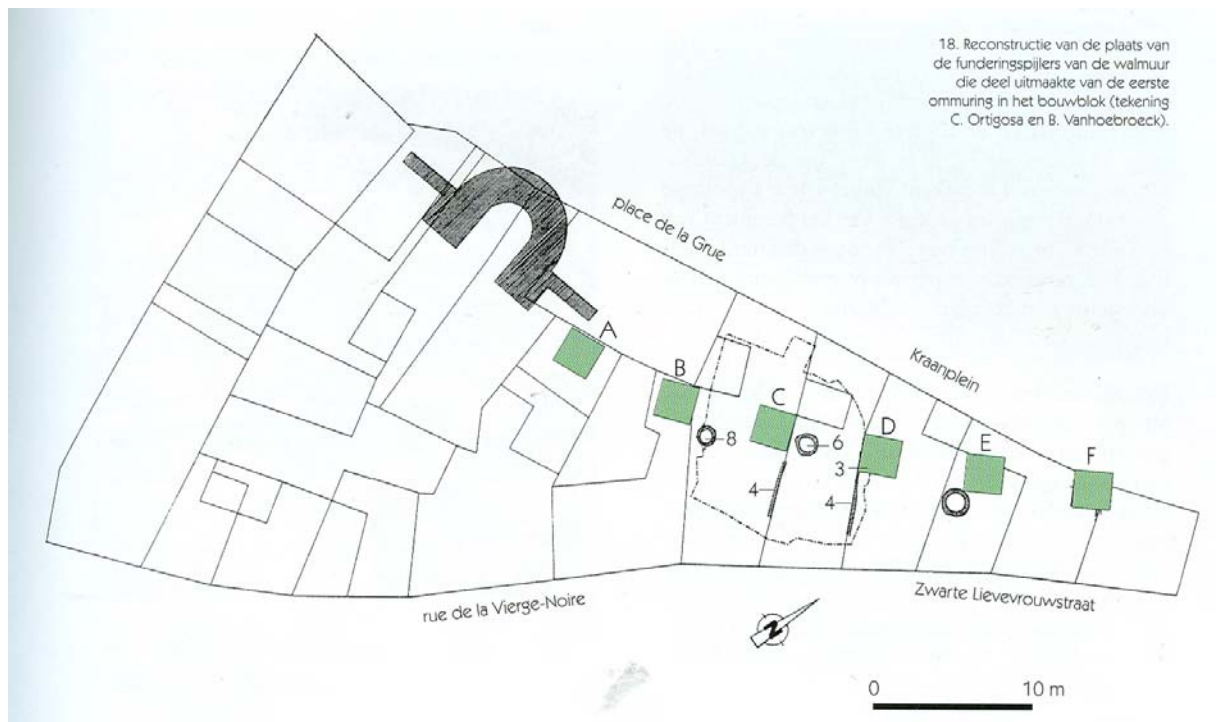 18. Reconstructie van de plaats van
de funderingspijlers van de walmuur
die deel uitmaakte van de eerste
ommuring in het bouwblok (tekening
C. Ortigosa en B. Vanhoebroeck).
place de la Grue
A
B
Kraanplein
C
D
E
F
8
6
3
4
4
rue de la Vierge-Noire
Zwarte Lievevrouwstraat
N
0 10 m